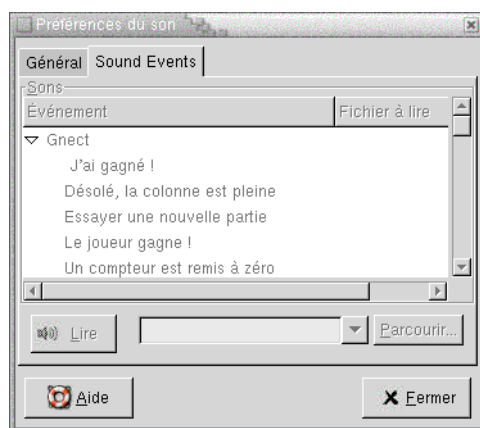 Préférences du son
Général Sound Events
Sons
Événement Fichier à lire
Gnect
J'ai gagné !
Désolé, la colonne est pleine
Essayer une nouvelle partie
Le joueur gagne !
Un compteur est remis à zéro
Lire Parcourir...
Aide Fermer